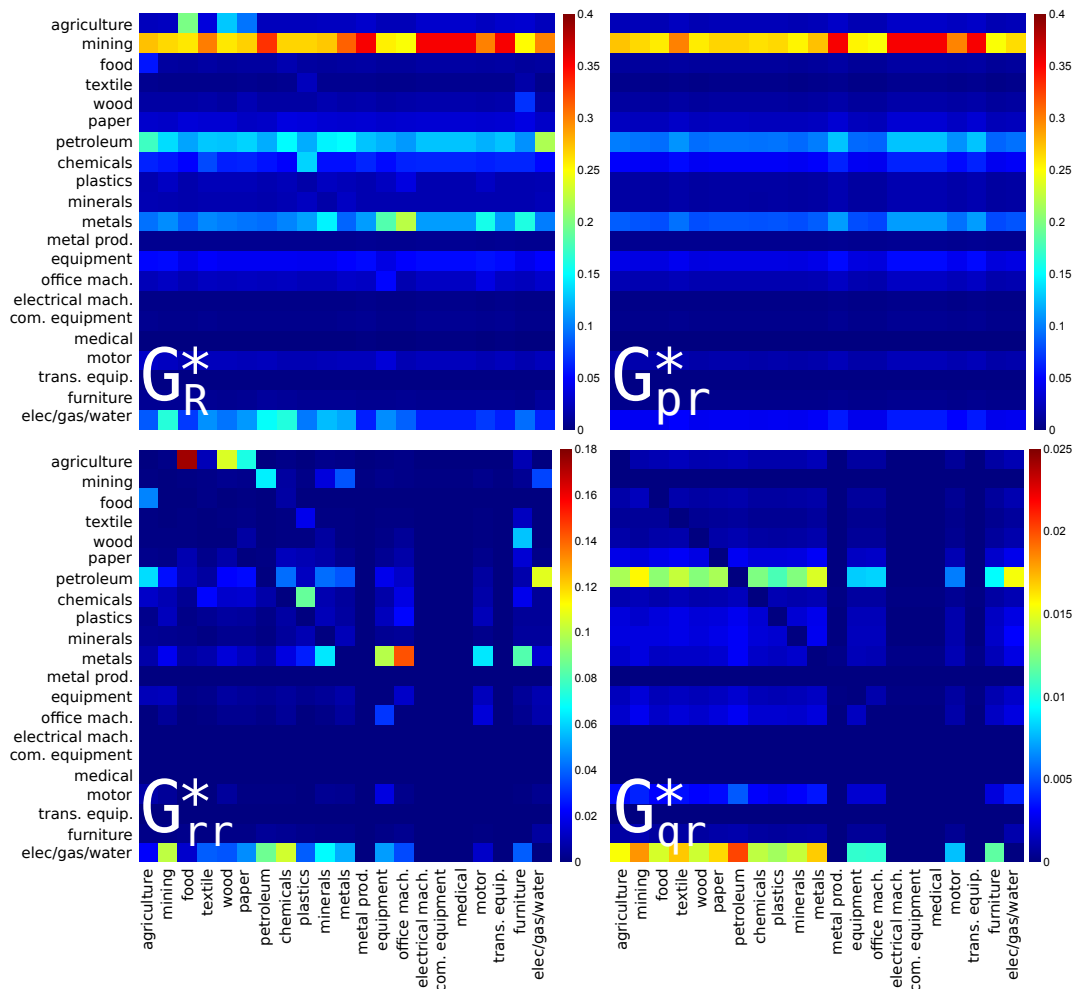 agriculture
mining
food
textile
wood
paper
petroleum
chemicals
plastics
minerals
metals
metal prod.
equipment
office mach.
electrical mach.
com. equipment
medical
motor
trans. equip.
furniture
elec/gas/water
G*R
0.4
0.35
0.3
0.25
0.2
0.15
0.1
0.05
0
G*pr
0.4
0.35
0.3
0.25
0.2
0.15
0.1
0.05
0
agriculture
mining
food
textile
wood
paper
petroleum
chemicals
plastics
minerals
metals
metal prod.
equipment
office mach.
electrical mach.
com. equipment
medical
motor
trans. equip.
furniture
elec/gas/water
G*rr
0.18
0.16
0.14
0.12
0.1
0.08
0.06
0.04
0.02
0
G*qr
0.025
0.02
0.015
0.01
0.005
0
agriculture
mining
food
textile
wood
paper
petroleum
chemicals
plastics
minerals
metals
metal prod.
equipment
office mach.
electrical mach.
com. equipment
medical
motor
trans. equip.
furniture
elec/gas/water
agriculture
mining
food
textile
wood
paper
petroleum
chemicals
plastics
minerals
metals
metal prod.
equipment
office mach.
electrical mach.
com. equipment
medical
motor
trans. equip.
furniture
elec/gas/water